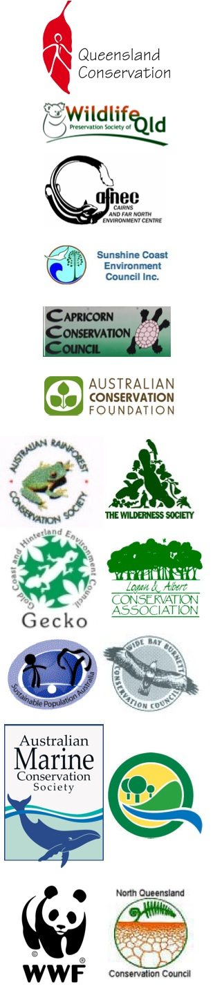 Queensland
Conservation
Wildlife
Preservation Society of
Qld
afnec
CAIRNS
AND FAR NORTH
ENVIRONMENT CENTRE
Sunshine Coast
Environment
Council Inc.
CAPRICORN
CONSERVATION
COUNCIL
AUSTRALIAN
CONSERVATION
FOUNDATION
AUSTRALIAN RAINFOREST
CONSERVATION SOCIETY
THE WILDERNESS SOCIETY
Gold Coast and Hinterland Environment Council.
Gecko
Logan & Albert
CONSERVATION
ASSOCIATION
Sustainable Population Australia
WIDE BAY BURNETT
CONSERVATION COUNCIL
Australian
Marine
Conservation
Society
©
WWF
®
North Queensland
Conservation Council